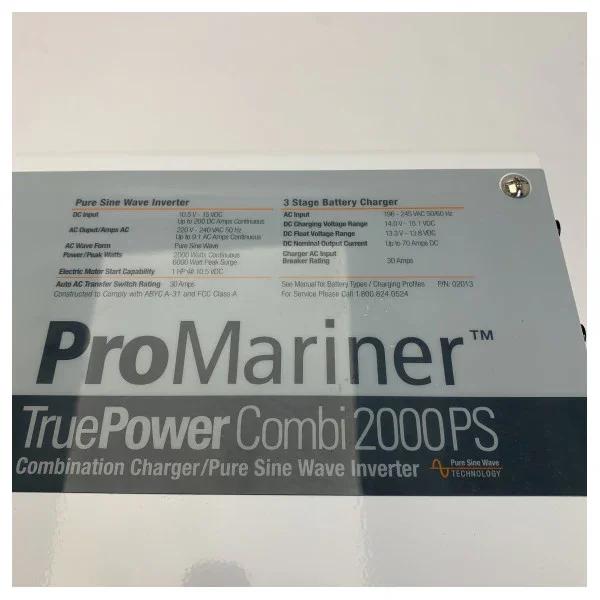 Pure Sine Wave Inverter
DC Input 10.5 V - 15 VDC
Up to 200 DC Amps Continuous
AC Ouput/Amps AC 220 V - 240 VAC 50 Hz
Up to 9.1 AC Amps Continuous
AC Wave Form Pure Sine Wave
Power/Peak Watts 2000 Watts Continuous
6000 Watt Peak Surge
Electric Motor Start Capability 1 HP @ 10.5 VDC
Auto AC Transfer Switch Rating 30 Amps
Constructed to Comply with ABYC A-31 and FCC Class A
3 Stage Battery Charger
AC Input 196 - 245 VAC 50/60 Hz
DC Charging Voltage Range 14.0 V - 15.1 VDC
DC Float Voltage Range 13.3 V - 13.8 VDC
DC Nominal Output Current Up to 70 Amps DC
Charger AC Input
Breaker Rating 30 Amps
See Manual for Battery Types / Charging Profiles P/N: 02013
For Service Please Call 1.800.824.0524
ProMariner™
TruePower Combi 2000PS
Combination Charger/Pure Sine Wave Inverter
Pure Sine Wave
TECHNOLOGY